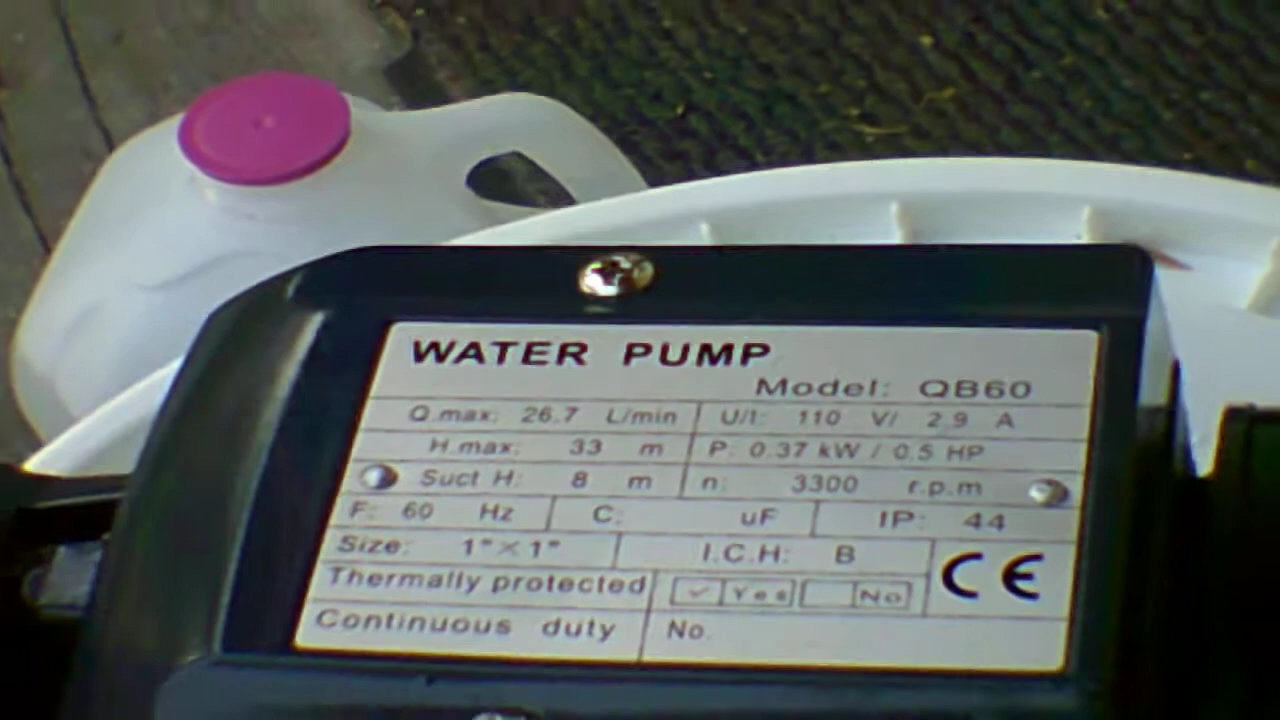 WATER PUMP
Model: QB60
Q.max: 26.7 L/min U/I: 110 V/ 2.9 A
H.max: 33 m P: 0.37 kW / 0.5 HP
Suct H: 8 m n: 3300 r.p.m
F: 60 Hz C: uF IP: 44
Size: 1"×1" I.C.H: B CE
Thermally protected ✓ Yes No
Continuous duty No.